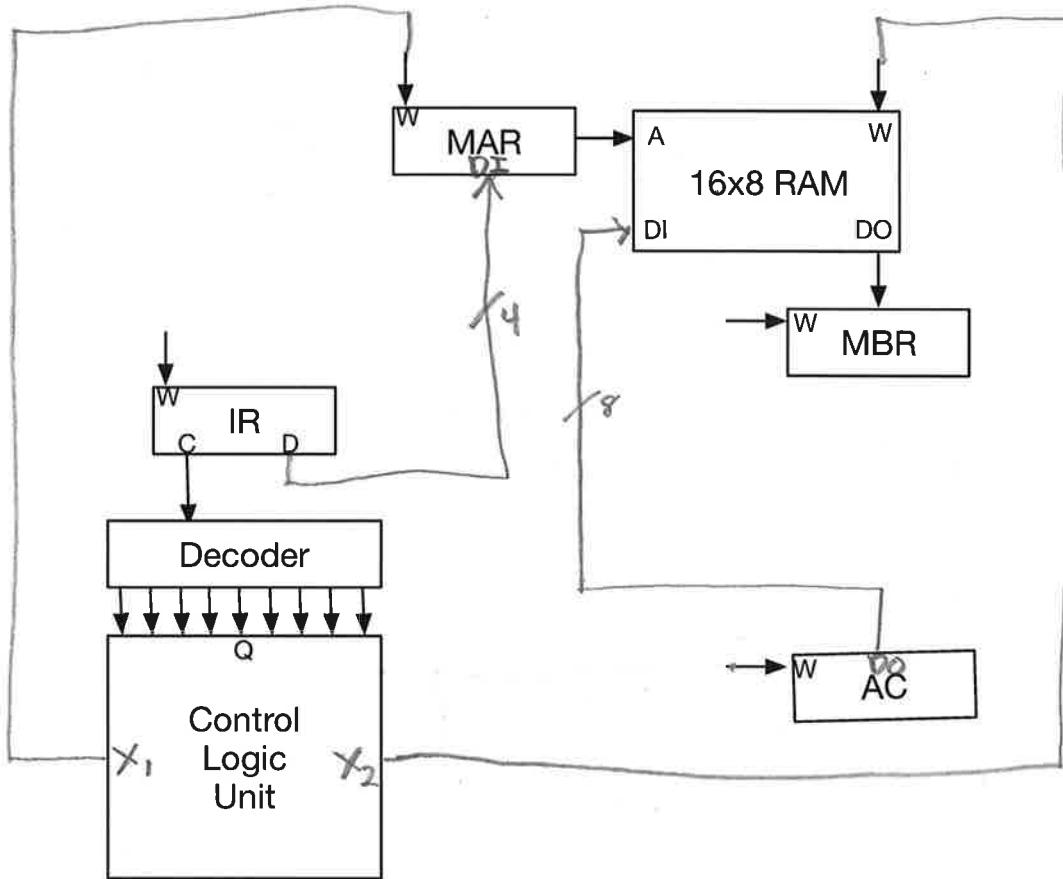 W
MAR
DI
A
W
16x8 RAM
DI
DO
4
W
MBR
8
W
IR
C
D
Decoder
Q
Control
Logic
Unit
X1
X2
W
DO
AC